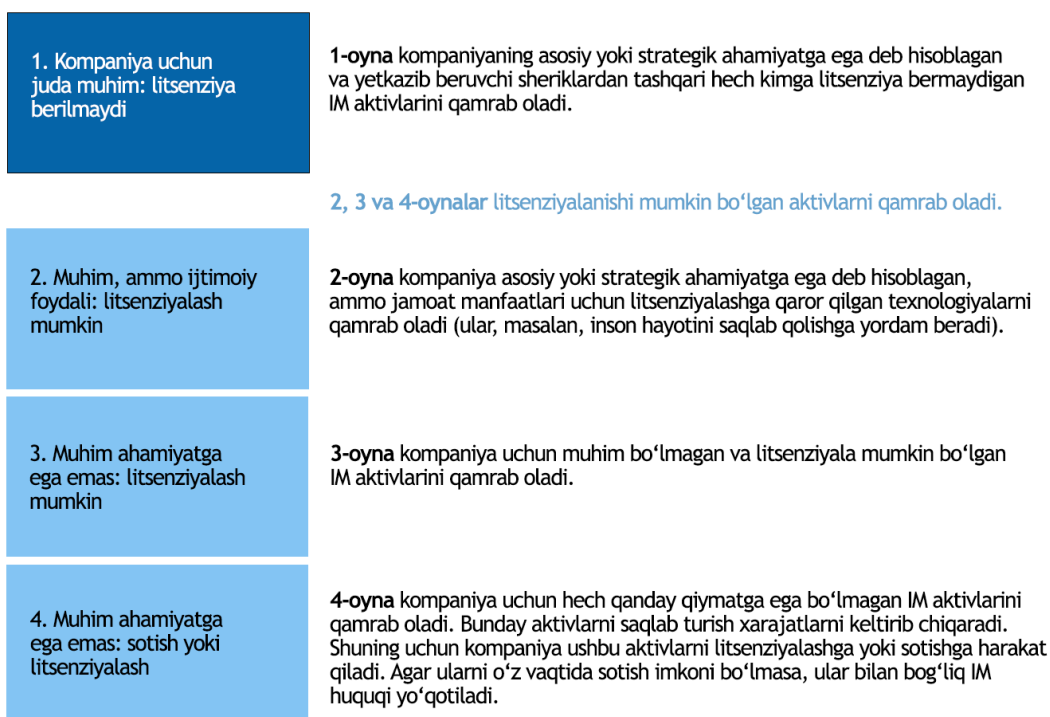 1. Kompaniya uchun
juda muhim: litsenziya
berilmaydi
1-oyna kompaniyaning asosiy yoki strategik ahamiyatga ega deb hisoblagan
va yetkazib beruvchi sheriklardan tashqari hech kimga litsenziya bermaydigan
IM aktivlarini qamrab oladi.
2, 3 va 4-oynalar litsenziyalanishi mumkin bo‘lgan aktivlarni qamrab oladi.
2. Muhim, ammo ijtimoiy
foydali: litsenziyalash
mumkin
2-oyna kompaniya asosiy yoki strategik ahamiyatga ega deb hisoblagan,
ammo jamoat manfaatlari uchun litsenziyalashga qaror qilgan texnologiyalarni
qamrab oladi (ular, masalan, inson hayotini saqlab qolishga yordam beradi).
3. Muhim ahamiyatga
ega emas: litsenziyalash
mumkin
3-oyna kompaniya uchun muhim bo‘lmagan va litsenziyala mumkin bo‘lgan
IM aktivlarini qamrab oladi.
4. Muhim ahamiyatga
ega emas: sotish yoki
litsenziyalash
4-oyna kompaniya uchun hech qanday qiymatga ega bo‘lmagan IM aktivlarini
qamrab oladi. Bunday aktivlarni saqlab turish xarajatlarni keltirib chiqaradi.
Shuning uchun kompaniya ushbu aktivlarni litsenziyalashga yoki sotishga harakat
qiladi. Agar ularni o‘z vaqtida sotish imkoni bo‘lmasa, ular bilan bog‘liq IM
huquqi yo‘qotiladi.